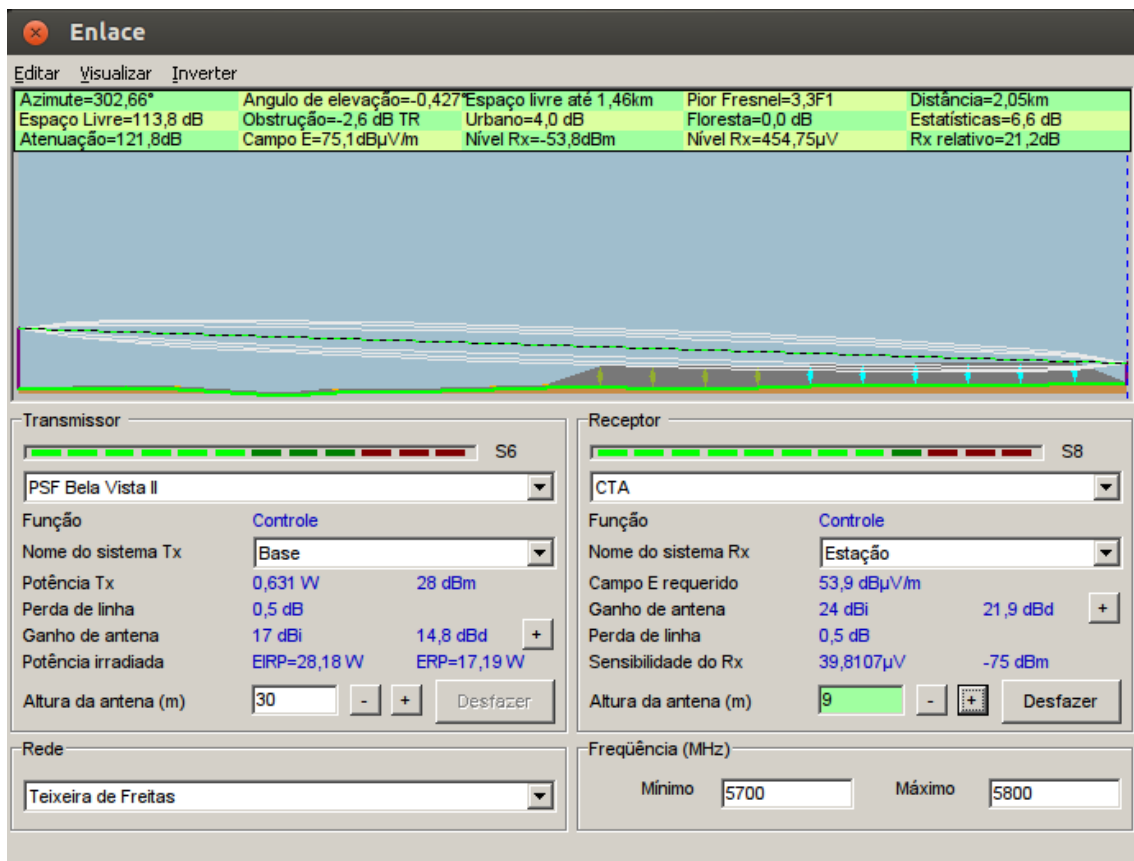 Enlace
Editar Visualizar Inverter
Azimute=302,66° Angulo de elevação=-0,427° Espaço livre até 1,46km Pior Fresnel=3,3F1 Distância=2,05km
Espaço Livre=113,8 dB Obstrução=-2,6 dB TR Urbano=4,0 dB Floresta=0,0 dB Estatísticas=6,6 dB
Atenuação=121,8dB Campo E=75,1dBµV/m Nível Rx=-53,8dBm Nível Rx=454,75µV Rx relativo=21,2dB
Transmissor
S6
PSF Bela Vista II
Função Controle
Nome do sistema Tx Base
Potência Tx 0,631 W 28 dBm
Perda de linha 0,5 dB
Ganho de antena 17 dBi 14,8 dBd +
Potência irradiada EIRP=28,18 W ERP=17,19 W
Altura da antena (m) 30 - + Desfazer
Receptor
S8
CTA
Função Controle
Nome do sistema Rx Estação
Campo E requerido 53,9 dBµV/m
Ganho de antena 24 dBi 21,9 dBd +
Perda de linha 0,5 dB
Sensibilidade do Rx 39,8107µV -75 dBm
Altura da antena (m) 9 - + Desfazer
Rede
Teixeira de Freitas
Freqüência (MHz)
Mínimo 5700 Máximo 5800